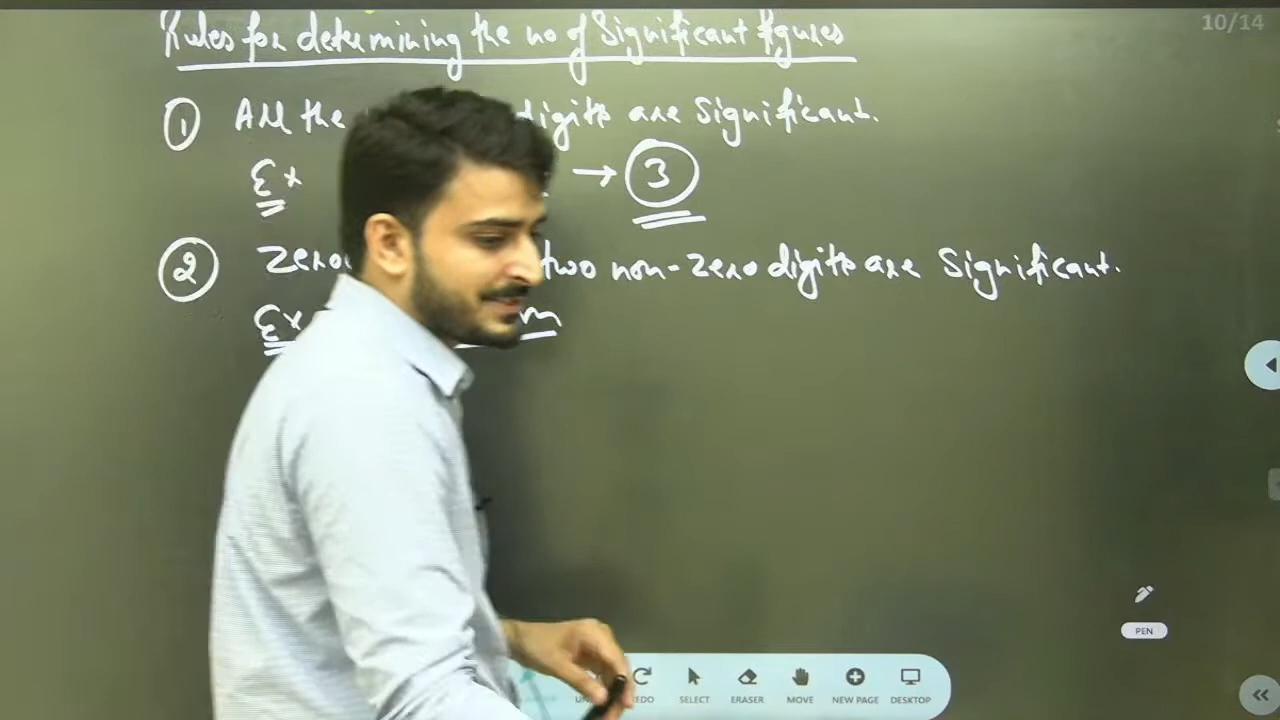 10/14
Rules for determining the no of Significant figures
① All the digits are Significant.
Ex → 3
② two non-zero digits are Significant.
Ex m
PEN
REDO SELECT ERASER MOVE NEW PAGE DESKTOP